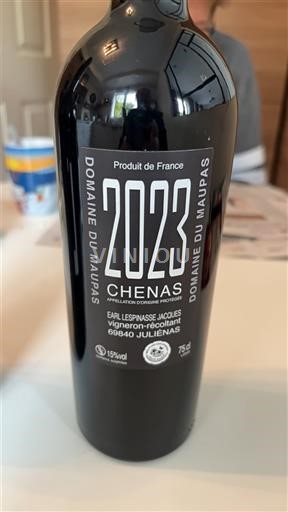 Produit de France
DOMAINE DU MAUPAS
2023
DOMAINE DU MAUPAS
VINIOU
CHENAS
APPELLATION D'ORIGINE PROTÉGÉE
EARL LESPINASSE JACQUES
vigneron-récoltant
69840 JULIÉNAS
15%vol
75cl